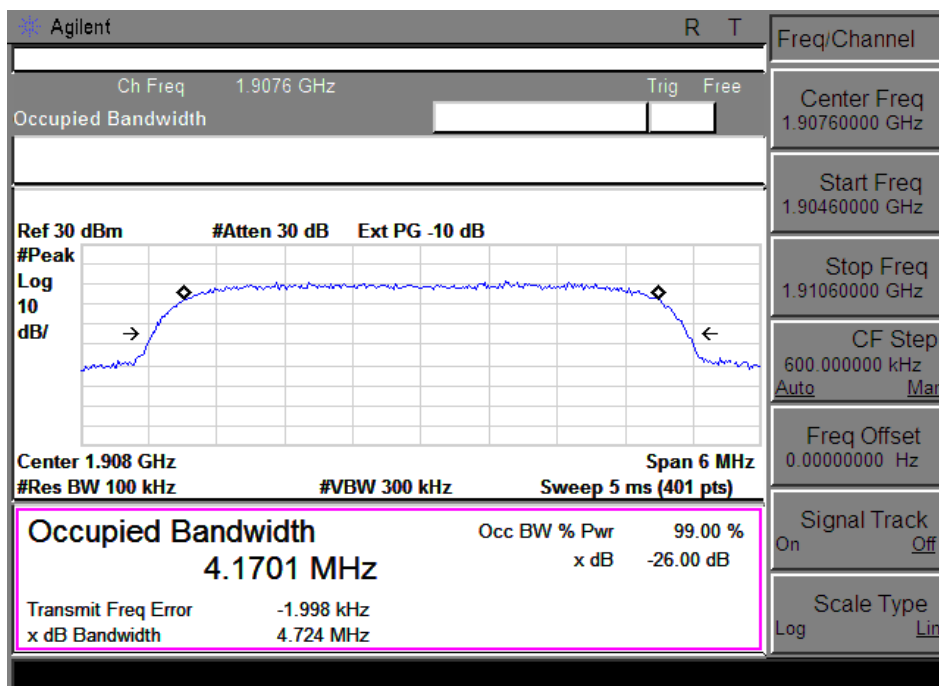 Agilent R T
Freq/Channel
Ch Freq 1.9076 GHz Trig Free
Occupied Bandwidth
Center Freq
1.90760000 GHz
Start Freq
1.90460000 GHz
Ref 30 dBm #Atten 30 dB Ext PG -10 dB
#Peak
Log
10
dB/
Stop Freq
1.91060000 GHz
CF Step
600.000000 kHz
Auto Man
Center 1.908 GHz Span 6 MHz
#Res BW 100 kHz #VBW 300 kHz Sweep 5 ms (401 pts)
Freq Offset
0.00000000 Hz
Occupied Bandwidth
4.1701 MHz
Occ BW % Pwr 99.00 %
x dB -26.00 dB
Transmit Freq Error -1.998 kHz
x dB Bandwidth 4.724 MHz
Signal Track
On Off
Scale Type
Log Lin